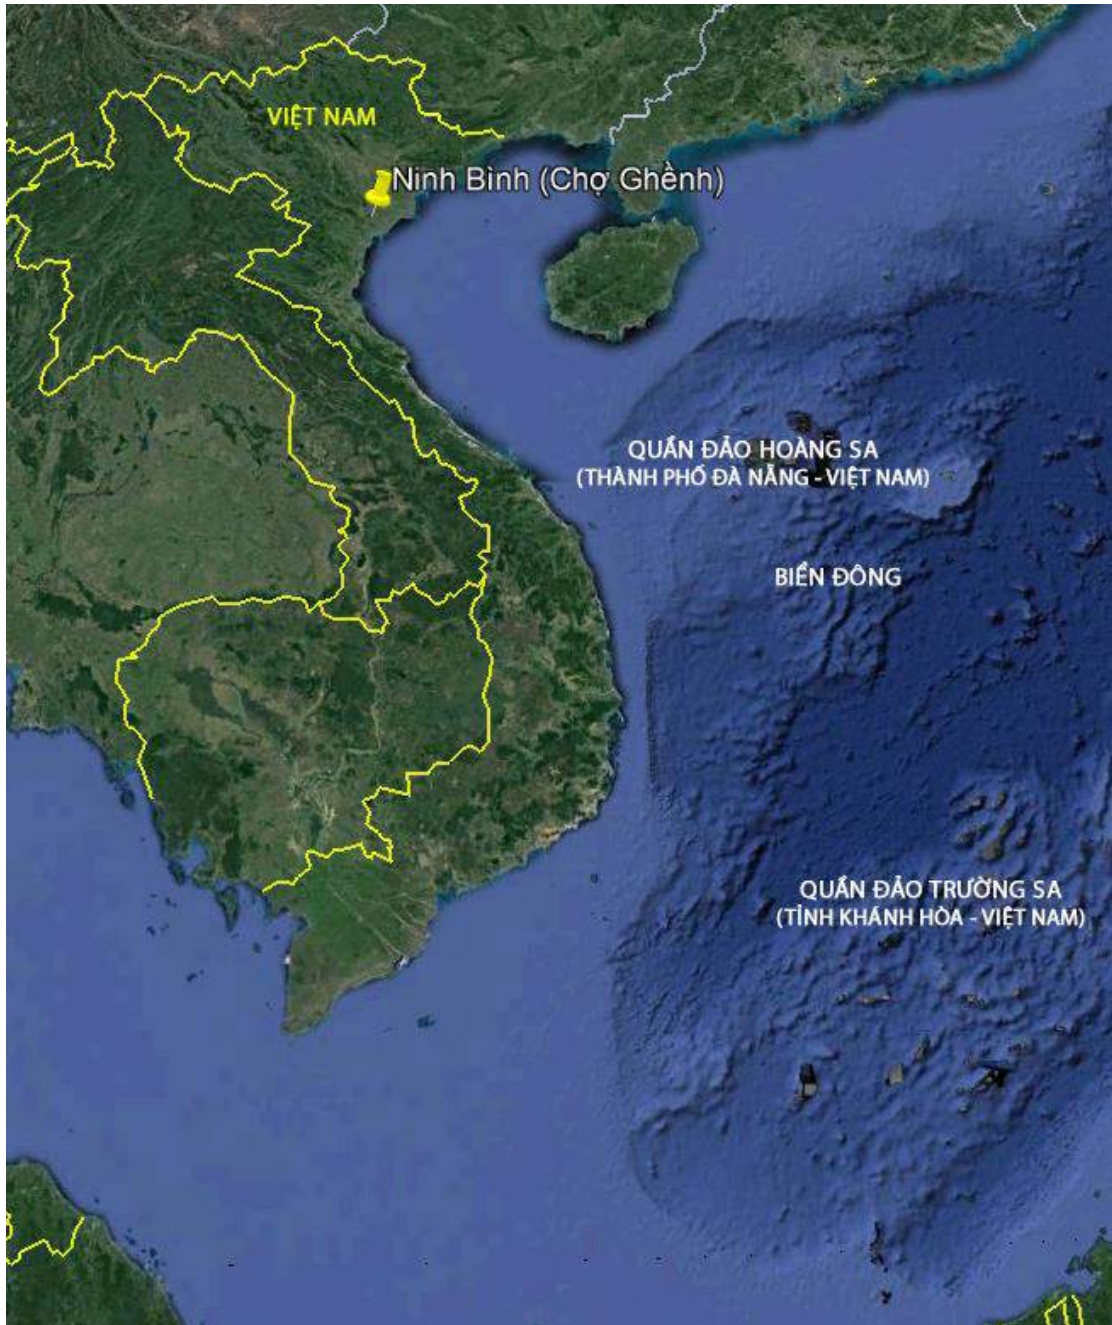 VIỆT NAM
Ninh Bình (Chợ Ghềnh)
QUẦN ĐẢO HOÀNG SA
(THÀNH PHỐ ĐÀ NẴNG - VIỆT NAM)
BIỂN ĐÔNG
QUẦN ĐẢO TRƯỜNG SA
(TỈNH KHÁNH HÒA - VIỆT NAM)